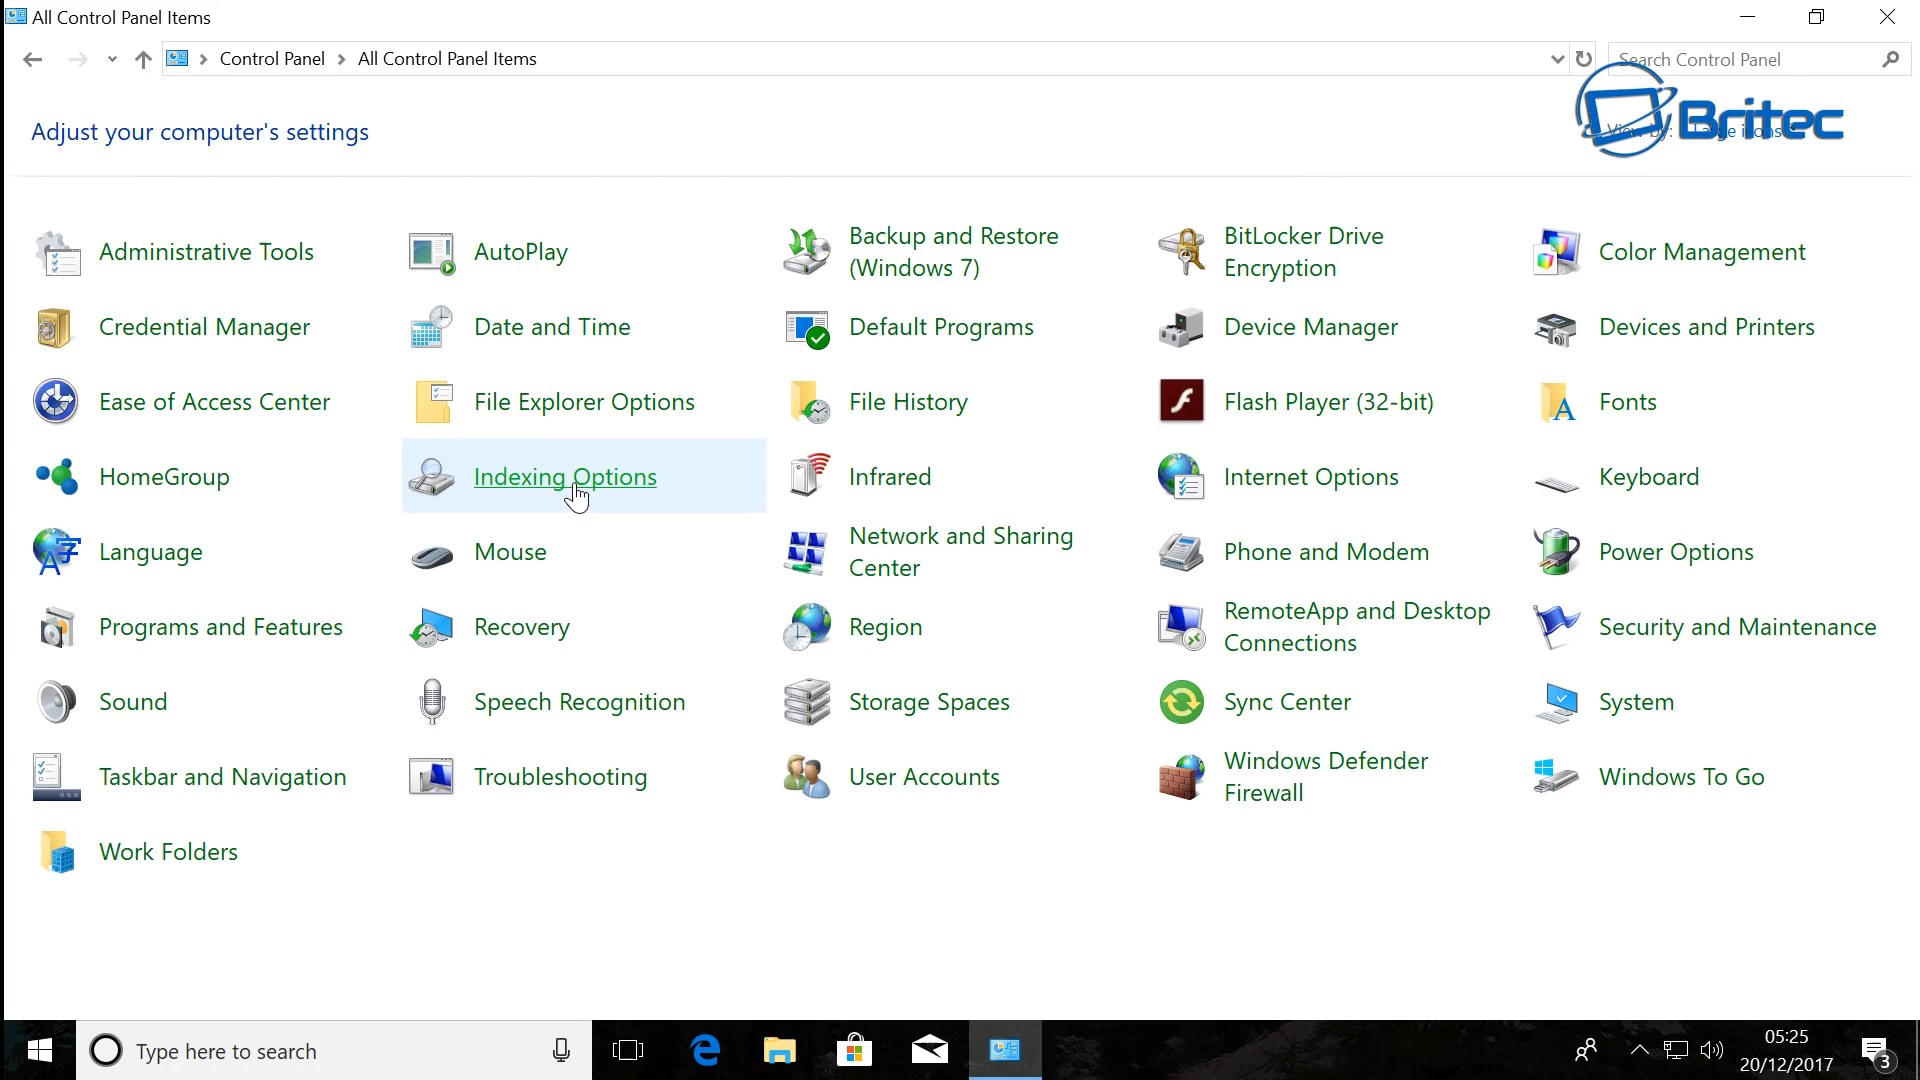 All Control Panel Items
Control Panel
All Control Panel Items
Search Control Panel
Adjust your computer's settings
View by: Large icons
Britec
Administrative Tools
AutoPlay
Backup and Restore
(Windows 7)
BitLocker Drive
Encryption
Color Management
Credential Manager
Date and Time
Default Programs
Device Manager
Devices and Printers
Ease of Access Center
File Explorer Options
File History
Flash Player (32-bit)
Fonts
HomeGroup
Indexing Options
Infrared
Internet Options
Keyboard
Language
Mouse
Network and Sharing
Center
Phone and Modem
Power Options
Programs and Features
Recovery
Region
RemoteApp and Desktop
Connections
Security and Maintenance
Sound
Speech Recognition
Storage Spaces
Sync Center
System
Taskbar and Navigation
Troubleshooting
User Accounts
Windows Defender
Firewall
Windows To Go
Work Folders
Type here to search
05:25
20/12/2017
3